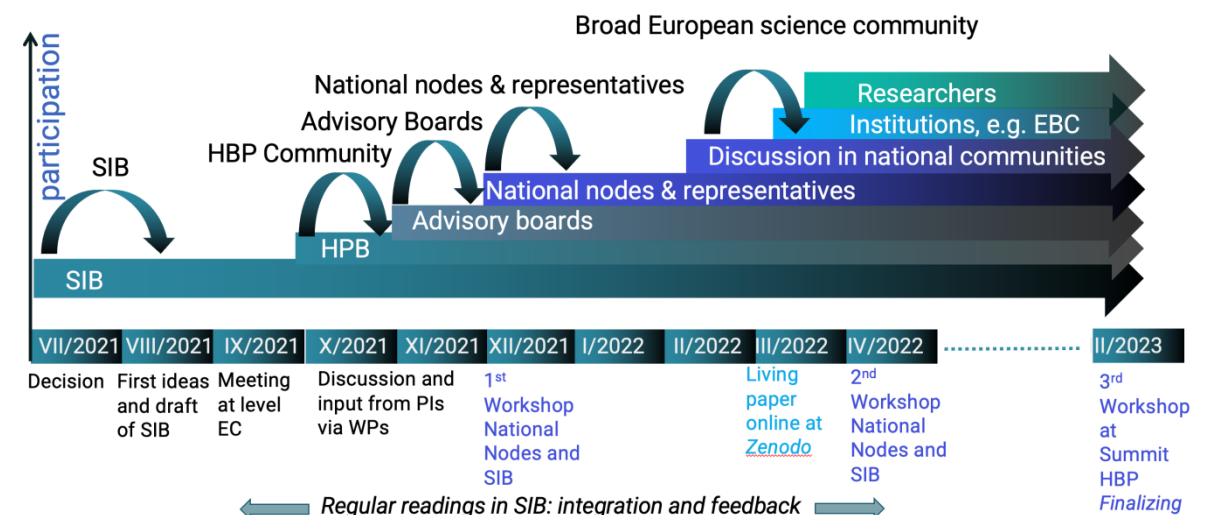 Broad European science community
participation
National nodes & representatives
Researchers
Advisory Boards
Institutions, e.g. EBC
HBP Community
SIB
Discussion in national communities
National nodes & representatives
Advisory boards
HPB
SIB
VII/2021 VIII/2021 IX/2021 X/2021 XI/2021 XII/2021 I/2022 II/2022 III/2022 IV/2022 II/2023
Decision
First ideas
and draft
of SIB
Meeting
at level
EC
Discussion and
input from PIs
via WPs
1st
Workshop
National
Nodes and
SIB
Living
paper
online at
Zenodo
2nd
Workshop
National
Nodes and
SIB
3rd
Workshop
at
Summit
HBP
Finalizing
Regular readings in SIB: integration and feedback